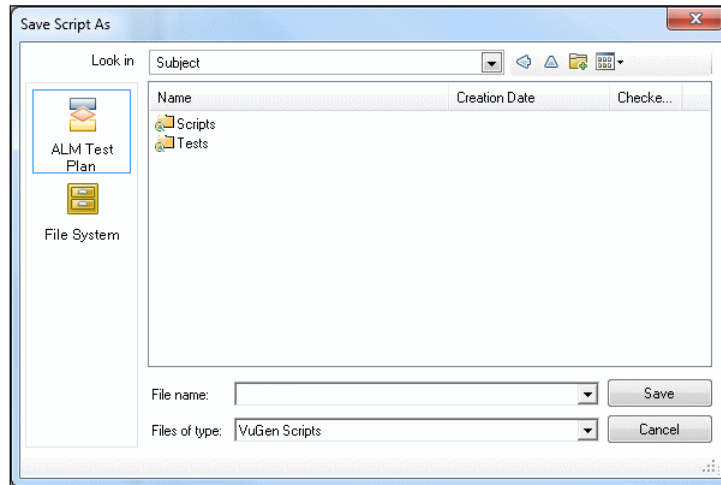 Save Script As
Look in
Subject
Name Creation Date Checke...
Scripts
Tests
ALM Test
Plan
File System
File name: Save
Files of type: VuGen Scripts Cancel